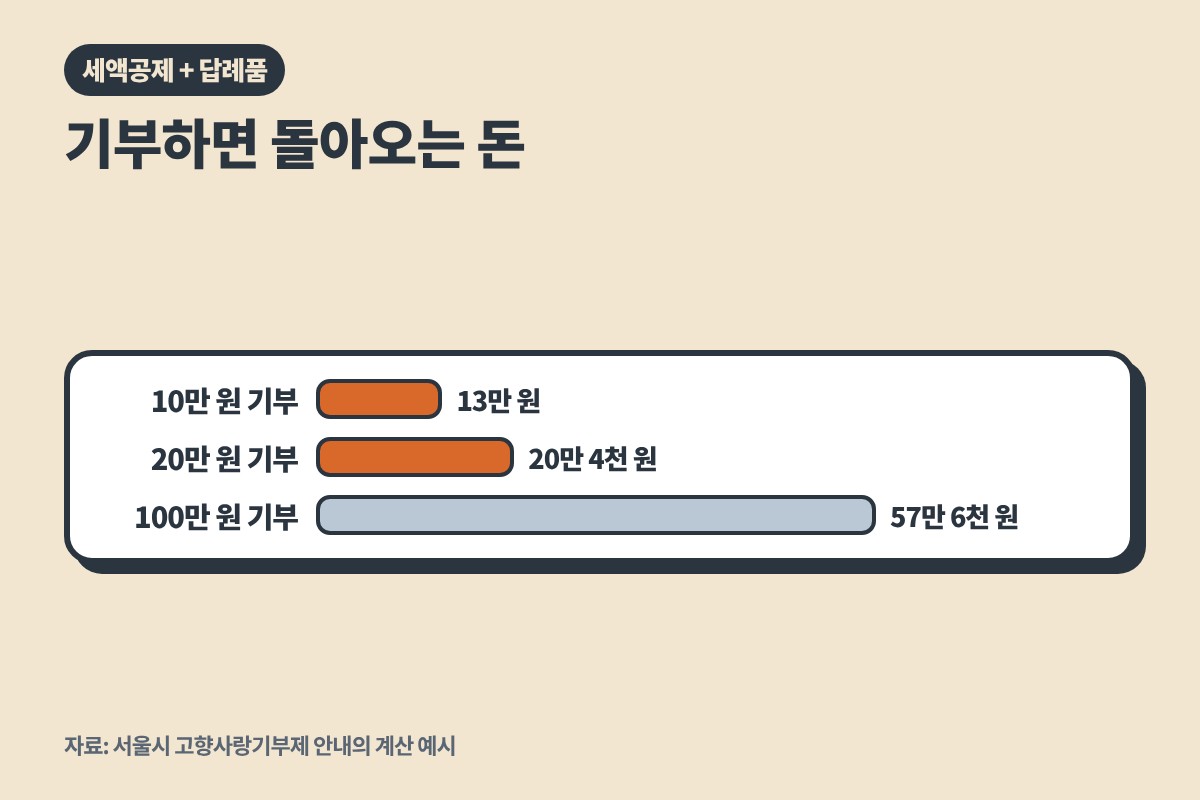 세액공제 + 답례품
기부하면 돌아오는 돈
10만 원 기부 13만 원
20만 원 기부 20만 4천 원
100만 원 기부 57만 6천 원
자료: 서울시 고향사랑기부제 안내의 계산 예시